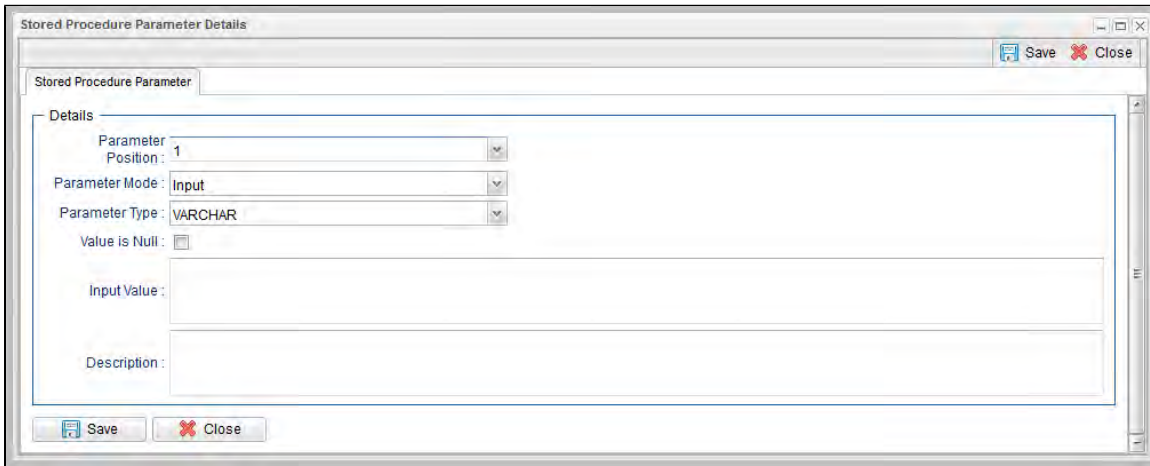 Stored Procedure Parameter Details
Save Close
Stored Procedure Parameter
Details
Parameter
Position : 1
Parameter Mode : Input
Parameter Type : VARCHAR
Value is Null :
Input Value :
Description :
Save Close